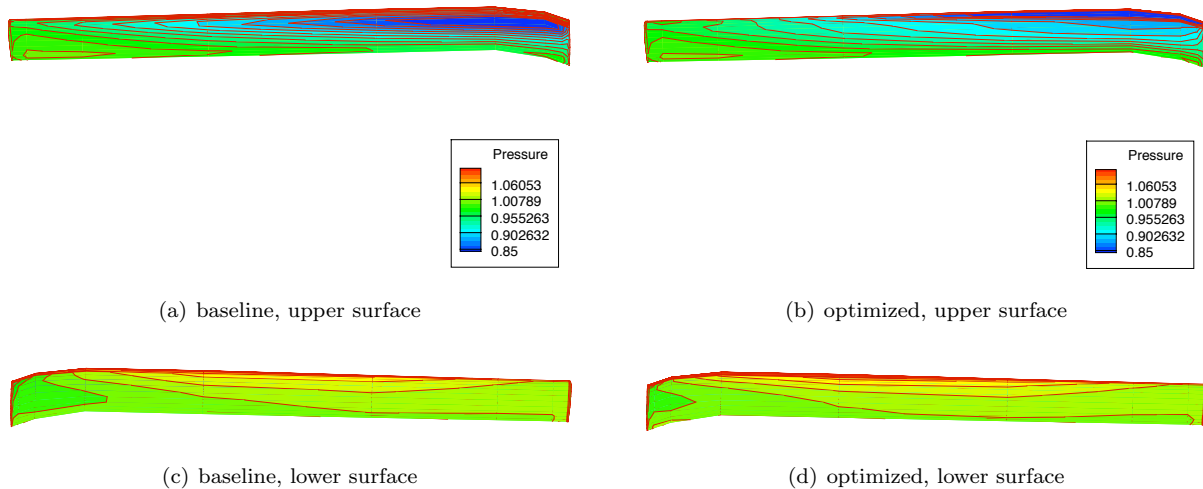 Pressure
1.06053
1.00789
0.955263
0.902632
0.85
Pressure
1.06053
1.00789
0.955263
0.902632
0.85
(a) baseline, upper surface
(b) optimized, upper surface
(c) baseline, lower surface
(d) optimized, lower surface